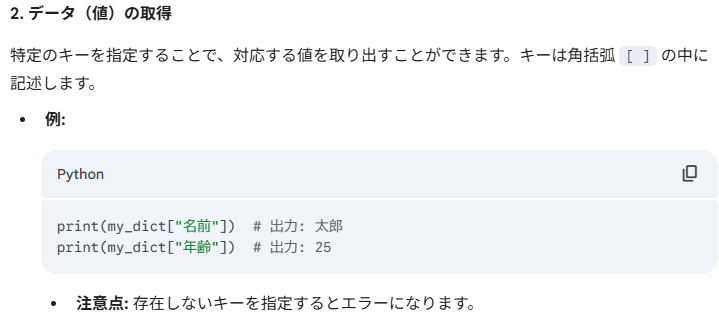 2. データ（値）の取得
特定のキーを指定することで、対応する値を取り出すことができます。キーは角括弧 [ ] の中に
記述します。
• 例:
Python
print(my_dict["名前"])  # 出力: 太郎
print(my_dict["年齢"])  # 出力: 25
• 注意点: 存在しないキーを指定するとエラーになります。